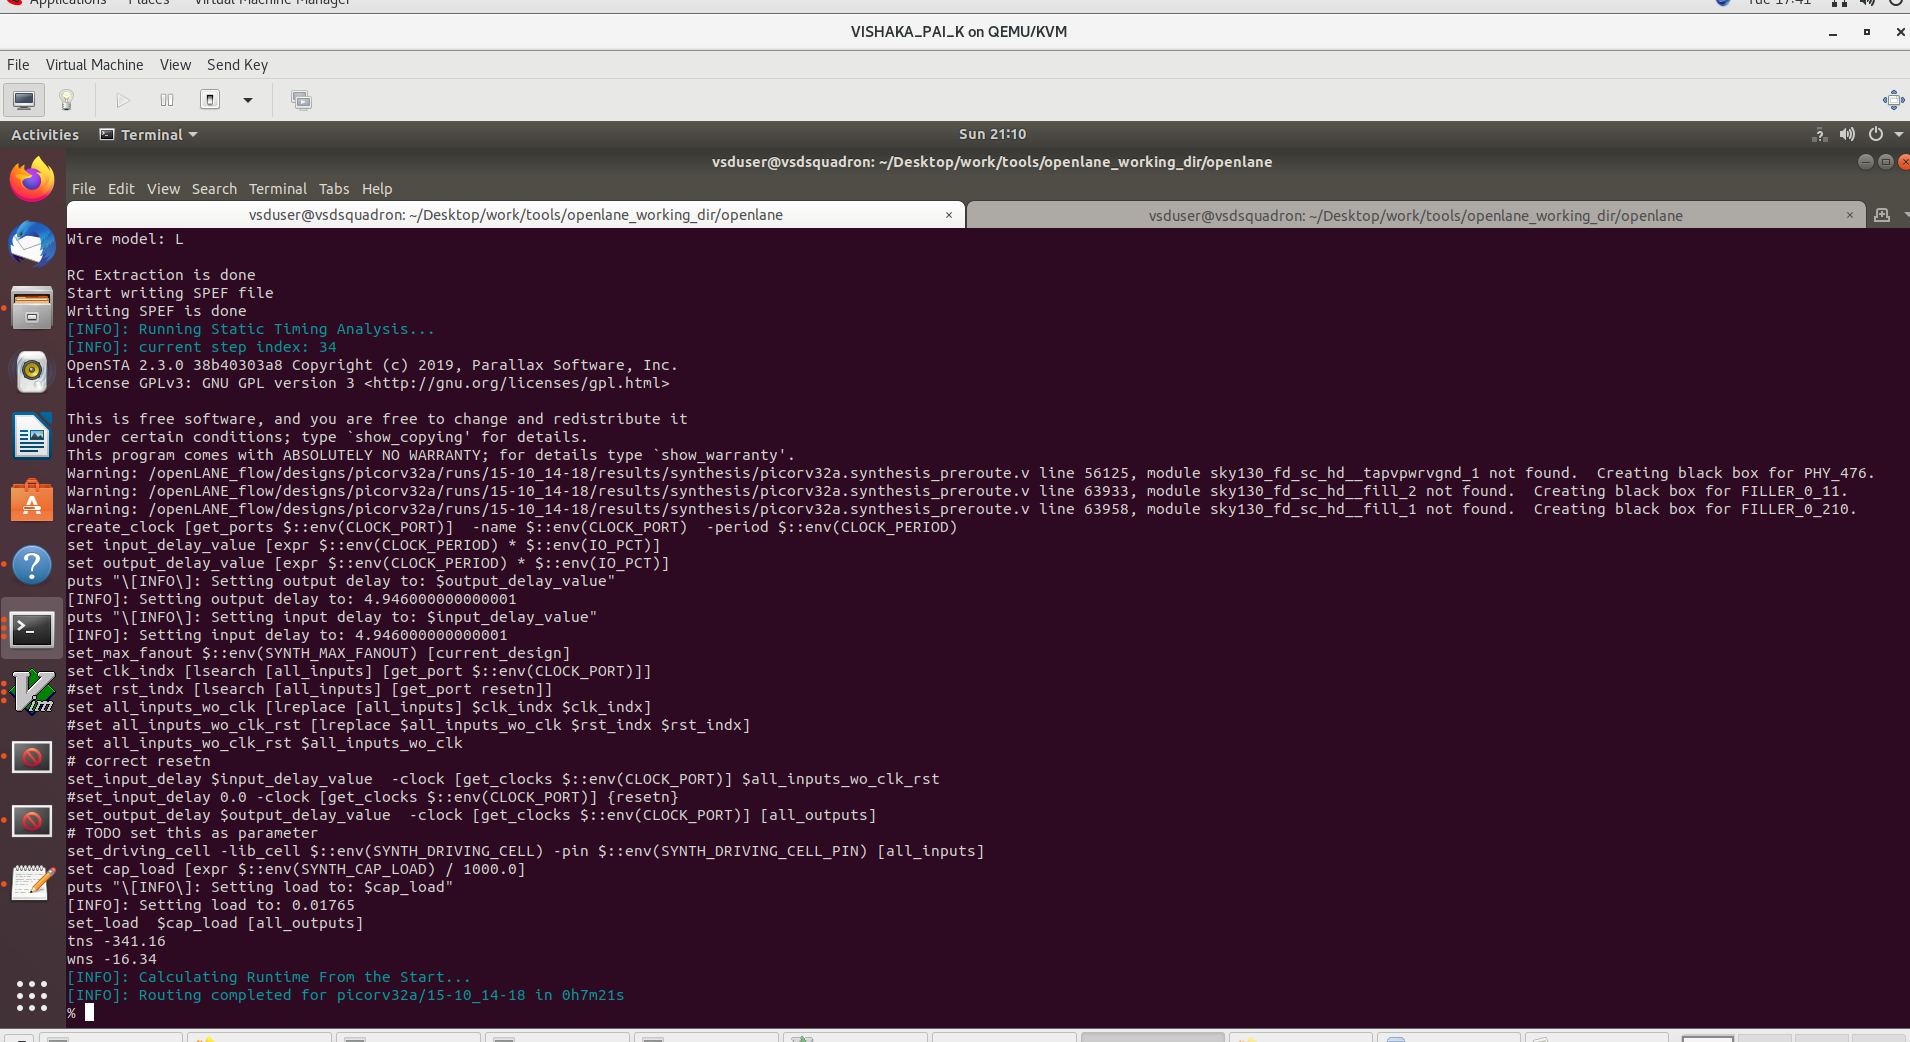 Applications Places Virtual Machine Manager Tue 17:41
VISHAKA_PAI_K on QEMU/KVM
File Virtual Machine View Send Key
Activities Terminal Sun 21:10
vsduser@vsdsquadron: ~/Desktop/work/tools/openlane_working_dir/openlane
File Edit View Search Terminal Tabs Help
vsduser@vsdsquadron: ~/Desktop/work/tools/openlane_working_dir/openlane × vsduser@vsdsquadron: ~/Desktop/work/tools/openlane_working_dir/openlane ×
Wire model: L
RC Extraction is done
Start writing SPEF file
Writing SPEF is done
[INFO]: Running Static Timing Analysis...
[INFO]: current step index: 34
OpenSTA 2.3.0 38b40303a8 Copyright (c) 2019, Parallax Software, Inc.
License GPLv3: GNU GPL version 3 <http://gnu.org/licenses/gpl.html>
This is free software, and you are free to change and redistribute it
under certain conditions; type `show_copying' for details.
This program comes with ABSOLUTELY NO WARRANTY; for details type `show_warranty'.
Warning: /openLANE_flow/designs/picorv32a/runs/15-10_14-18/results/synthesis/picorv32a.synthesis_preroute.v line 56125, module sky130_fd_sc_hd__tapvpwrvgnd_1 not found.  Creating black box for PHY_476.
Warning: /openLANE_flow/designs/picorv32a/runs/15-10_14-18/results/synthesis/picorv32a.synthesis_preroute.v line 63933, module sky130_fd_sc_hd__fill_2 not found.  Creating black box for FILLER_0_11.
Warning: /openLANE_flow/designs/picorv32a/runs/15-10_14-18/results/synthesis/picorv32a.synthesis_preroute.v line 63958, module sky130_fd_sc_hd__fill_1 not found.  Creating black box for FILLER_0_210.
create_clock [get_ports $::env(CLOCK_PORT)]  -name $::env(CLOCK_PORT)  -period $::env(CLOCK_PERIOD)
set input_delay_value [expr $::env(CLOCK_PERIOD) * $::env(IO_PCT)]
set output_delay_value [expr $::env(CLOCK_PERIOD) * $::env(IO_PCT)]
puts "\[INFO\]: Setting output delay to: $output_delay_value"
[INFO]: Setting output delay to: 4.946000000000001
puts "\[INFO\]: Setting input delay to: $input_delay_value"
[INFO]: Setting input delay to: 4.946000000000001
set_max_fanout $::env(SYNTH_MAX_FANOUT) [current_design]
set clk_indx [lsearch [all_inputs] [get_port $::env(CLOCK_PORT)]]
#set rst_indx [lsearch [all_inputs] [get_port resetn]]
set all_inputs_wo_clk [lreplace [all_inputs] $clk_indx $clk_indx]
#set all_inputs_wo_clk_rst [lreplace $all_inputs_wo_clk $rst_indx $rst_indx]
set all_inputs_wo_clk_rst $all_inputs_wo_clk
# correct resetn
set_input_delay $input_delay_value  -clock [get_clocks $::env(CLOCK_PORT)] $all_inputs_wo_clk_rst
#set_input_delay 0.0 -clock [get_clocks $::env(CLOCK_PORT)] {resetn}
set_output_delay $output_delay_value  -clock [get_clocks $::env(CLOCK_PORT)] [all_outputs]
# TODO set this as parameter
set_driving_cell -lib_cell $::env(SYNTH_DRIVING_CELL) -pin $::env(SYNTH_DRIVING_CELL_PIN) [all_inputs]
set cap_load [expr $::env(SYNTH_CAP_LOAD) / 1000.0]
puts "\[INFO\]: Setting load to: $cap_load"
[INFO]: Setting load to: 0.01765
set_load  $cap_load [all_outputs]
tns -341.16
wns -16.34
[INFO]: Calculating Runtime From the Start...
[INFO]: Routing completed for picorv32a/15-10_14-18 in 0h7m21s
%